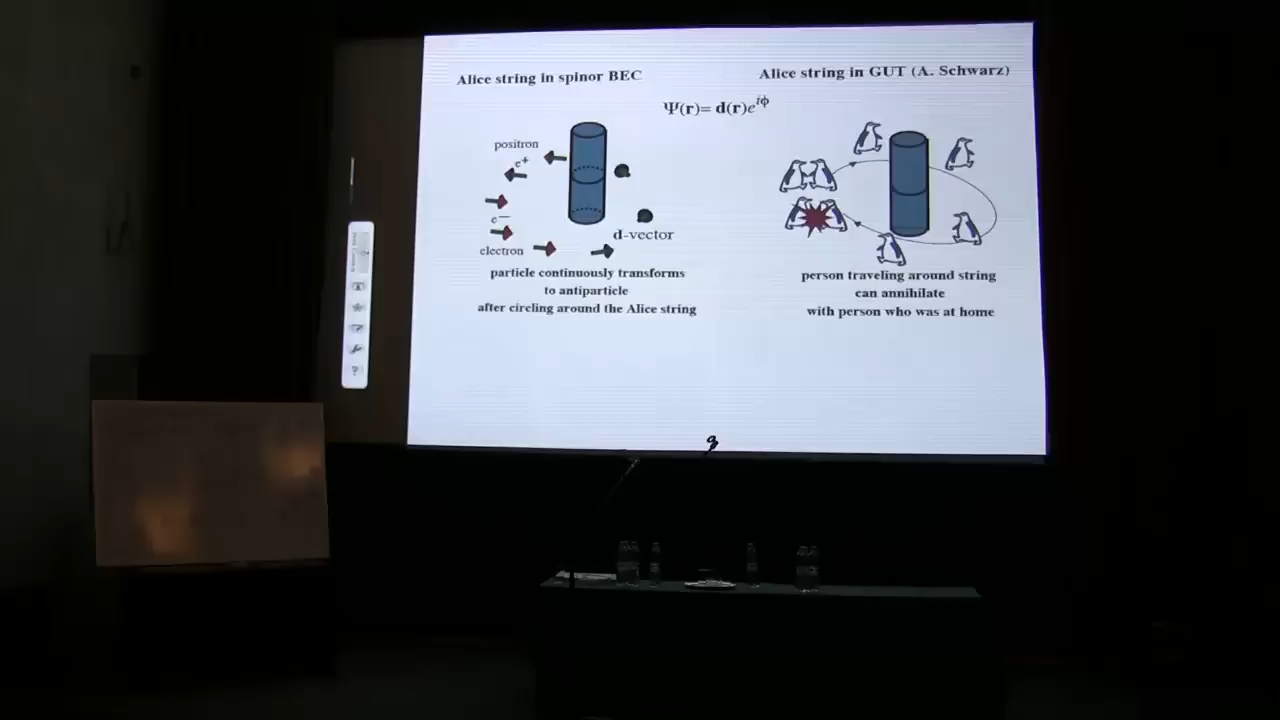 Alice string in spinor BEC
Alice string in GUT (A. Schwarz)
Ψ(r)= d(r)e^{iϕ}
positron
e+
e—
electron
d-vector
particle continuously transforms
to antiparticle
after circling around the Alice string
person traveling around string
can annihilate
with person who was at home
?